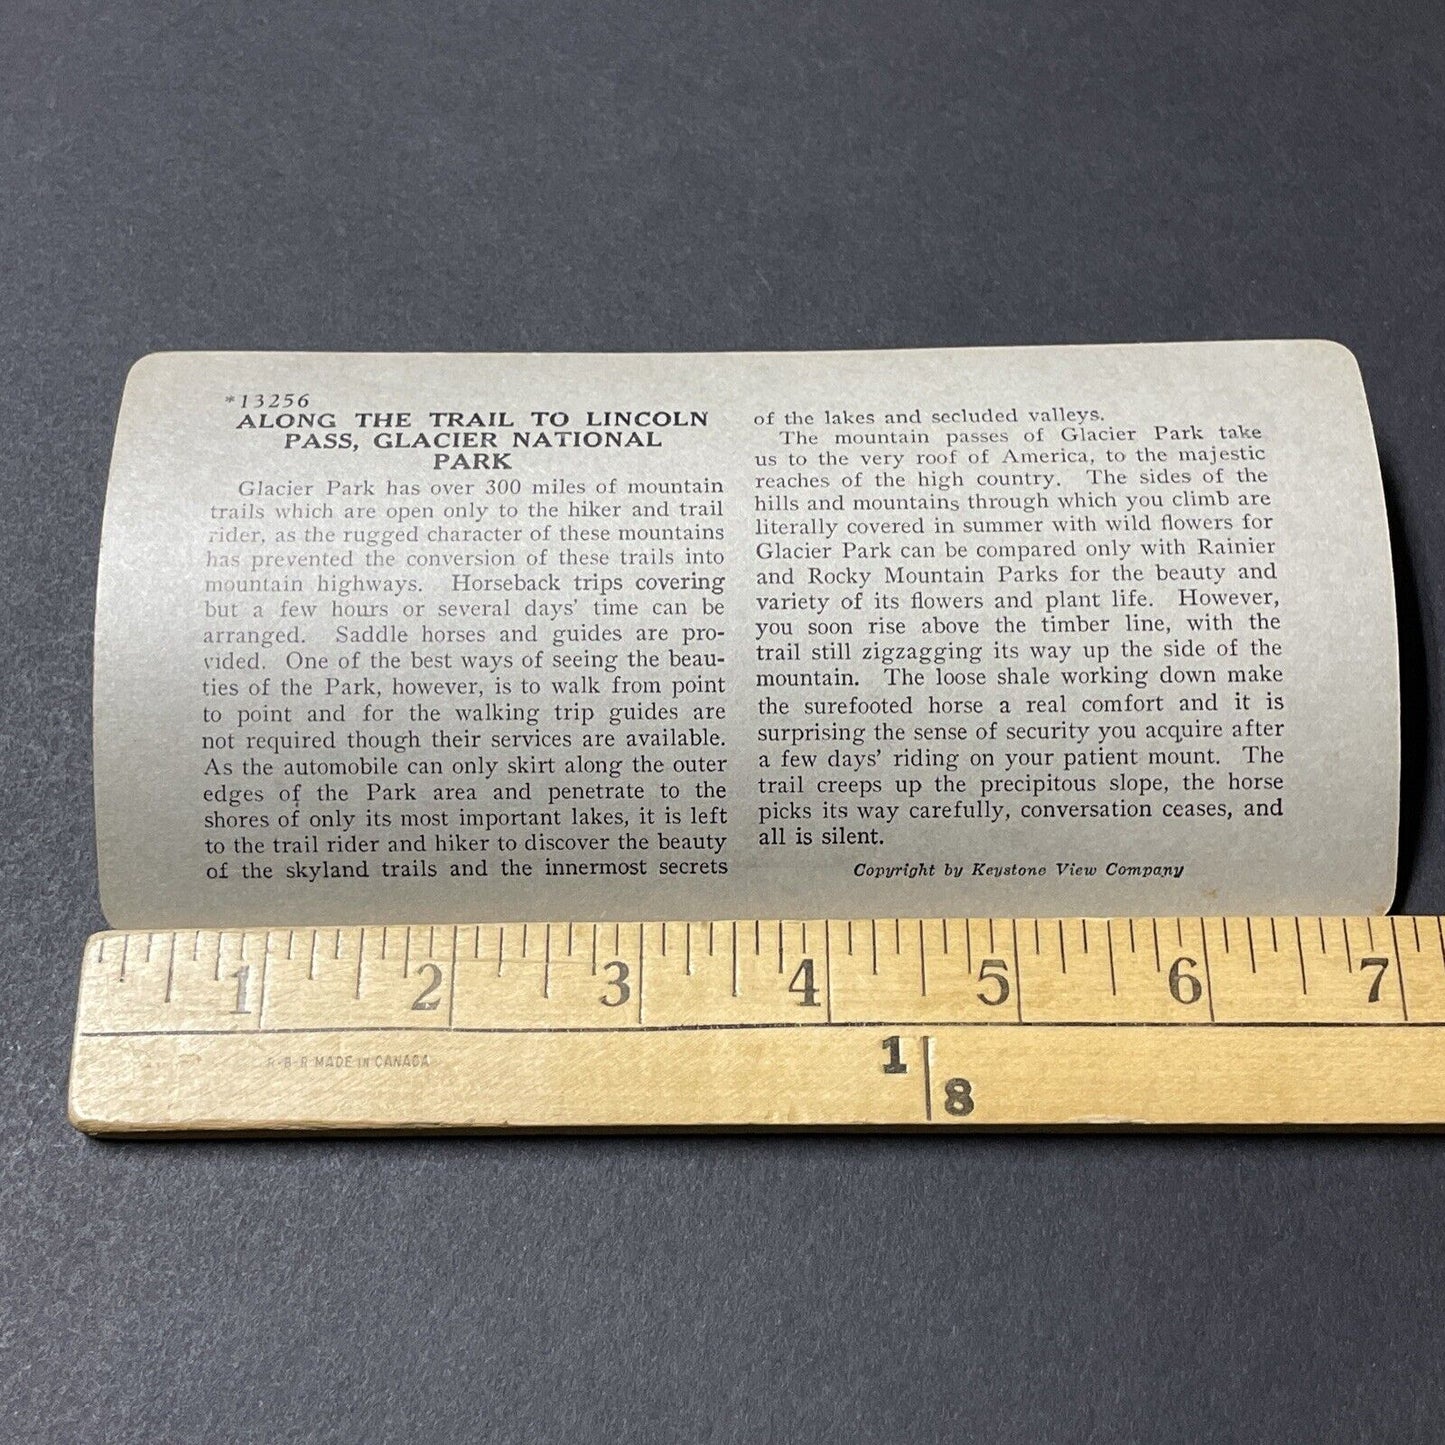 *13256
ALONG THE TRAIL TO LINCOLN
PASS, GLACIER NATIONAL
PARK
Glacier Park has over 300 miles of mountain
trails which are open only to the hiker and trail
rider, as the rugged character of these mountains
has prevented the conversion of these trails into
mountain highways. Horseback trips covering
but a few hours or several days' time can be
arranged. Saddle horses and guides are pro-
vided. One of the best ways of seeing the beau-
ties of the Park, however, is to walk from point
to point and for the walking trip guides are
not required though their services are available.
As the automobile can only skirt along the outer
edges of the Park area and penetrate to the
shores of only its most important lakes, it is left
to the trail rider and hiker to discover the beauty
of the skyland trails and the innermost secrets
of the lakes and secluded valleys.
The mountain passes of Glacier Park take
us to the very roof of America, to the majestic
reaches of the high country. The sides of the
hills and mountains through which you climb are
literally covered in summer with wild flowers for
Glacier Park can be compared only with Rainier
and Rocky Mountain Parks for the beauty and
variety of its flowers and plant life. However,
you soon rise above the timber line, with the
trail still zigzagging its way up the side of the
mountain. The loose shale working down make
the surefooted horse a real comfort and it is
surprising the sense of security you acquire after
a few days' riding on your patient mount. The
trail creeps up the precipitous slope, the horse
picks its way carefully, conversation ceases, and
all is silent.
Copyright by Keystone View Company
1 2 3 4 5 6 7
R·B·R MADE IN CANADA
1
8